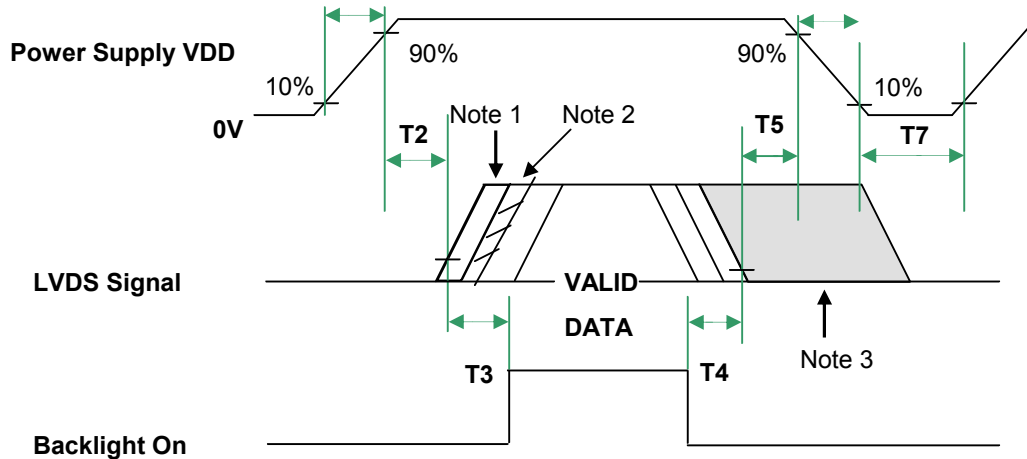 Power Supply VDD
90%
90%
10%
10%
0V
T2
Note 1
Note 2
T5
T7
LVDS Signal
VALID
DATA
Note 3
T3
T4
Backlight On